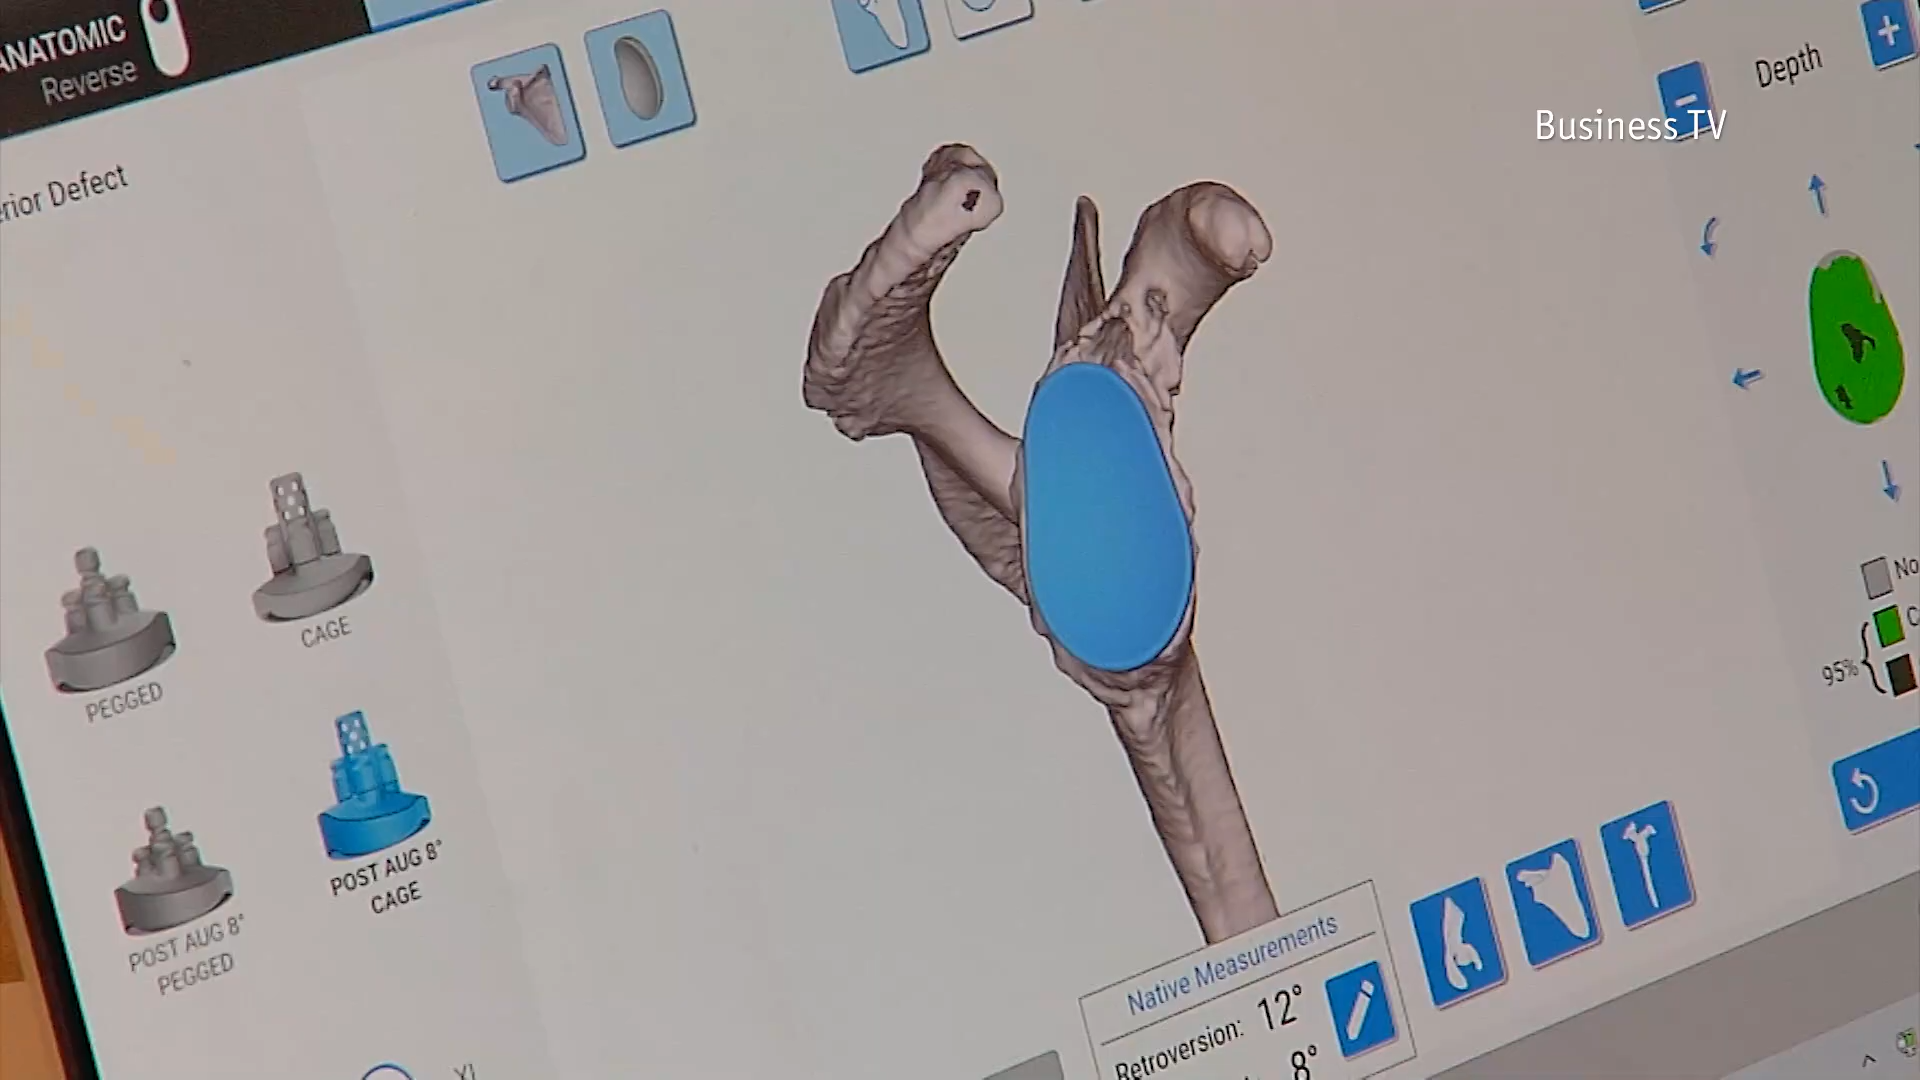 ANATOMIC
Reverse
Depth
Business TV
Defect
95%
CAGE
PEGGED
POST AUG 8°
CAGE
POST AUG 8°
PEGGED
Native Measurements
Retroversion: 12°
8°